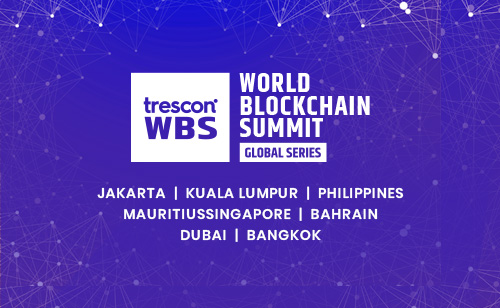 trescon
WBS
WORLD
BLOCKCHAIN
SUMMIT
GLOBAL SERIES
JAKARTA | KUALA LUMPUR | PHILIPPINES
MAURITIUSSINGAPORE | BAHRAIN
DUBAI | BANGKOK